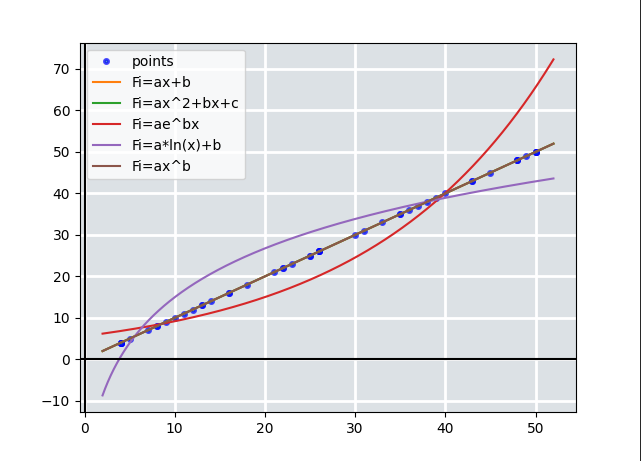 points
Fi=ax+b
Fi=ax^2+bx+c
Fi=ae^bx
Fi=a*ln(x)+b
Fi=ax^b
70
60
50
40
30
20
10
0
−10
0 10 20 30 40 50